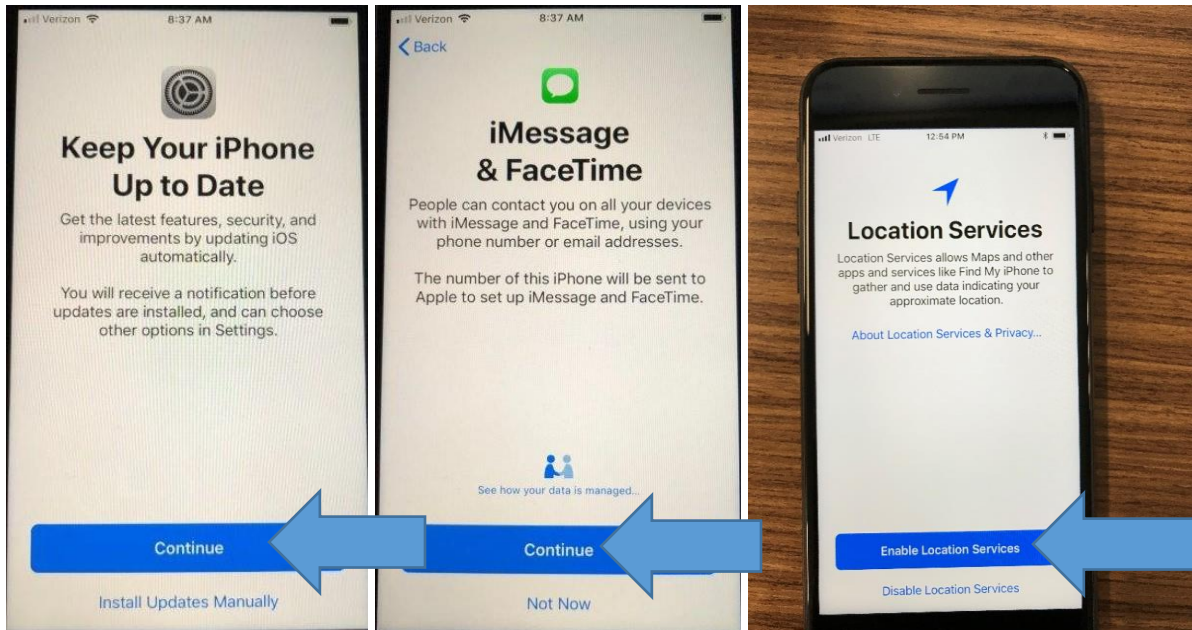 Verizon 8:37 AM
Keep Your iPhone
Up to Date
Get the latest features, security, and
improvements by updating iOS
automatically.
You will receive a notification before
updates are installed, and can choose
other options in Settings.
Continue
Install Updates Manually
Verizon 8:37 AM
Back
iMessage
& FaceTime
People can contact you on all your devices
with iMessage and FaceTime, using your
phone number or email addresses.
The number of this iPhone will be sent to
Apple to set up iMessage and FaceTime.
See how your data is managed...
Continue
Not Now
Verizon LTE 12:54 PM
Location Services
Location Services allows Maps and other
apps and services like Find My iPhone to
gather and use data indicating your
approximate location.
About Location Services & Privacy...
Enable Location Services
Disable Location Services